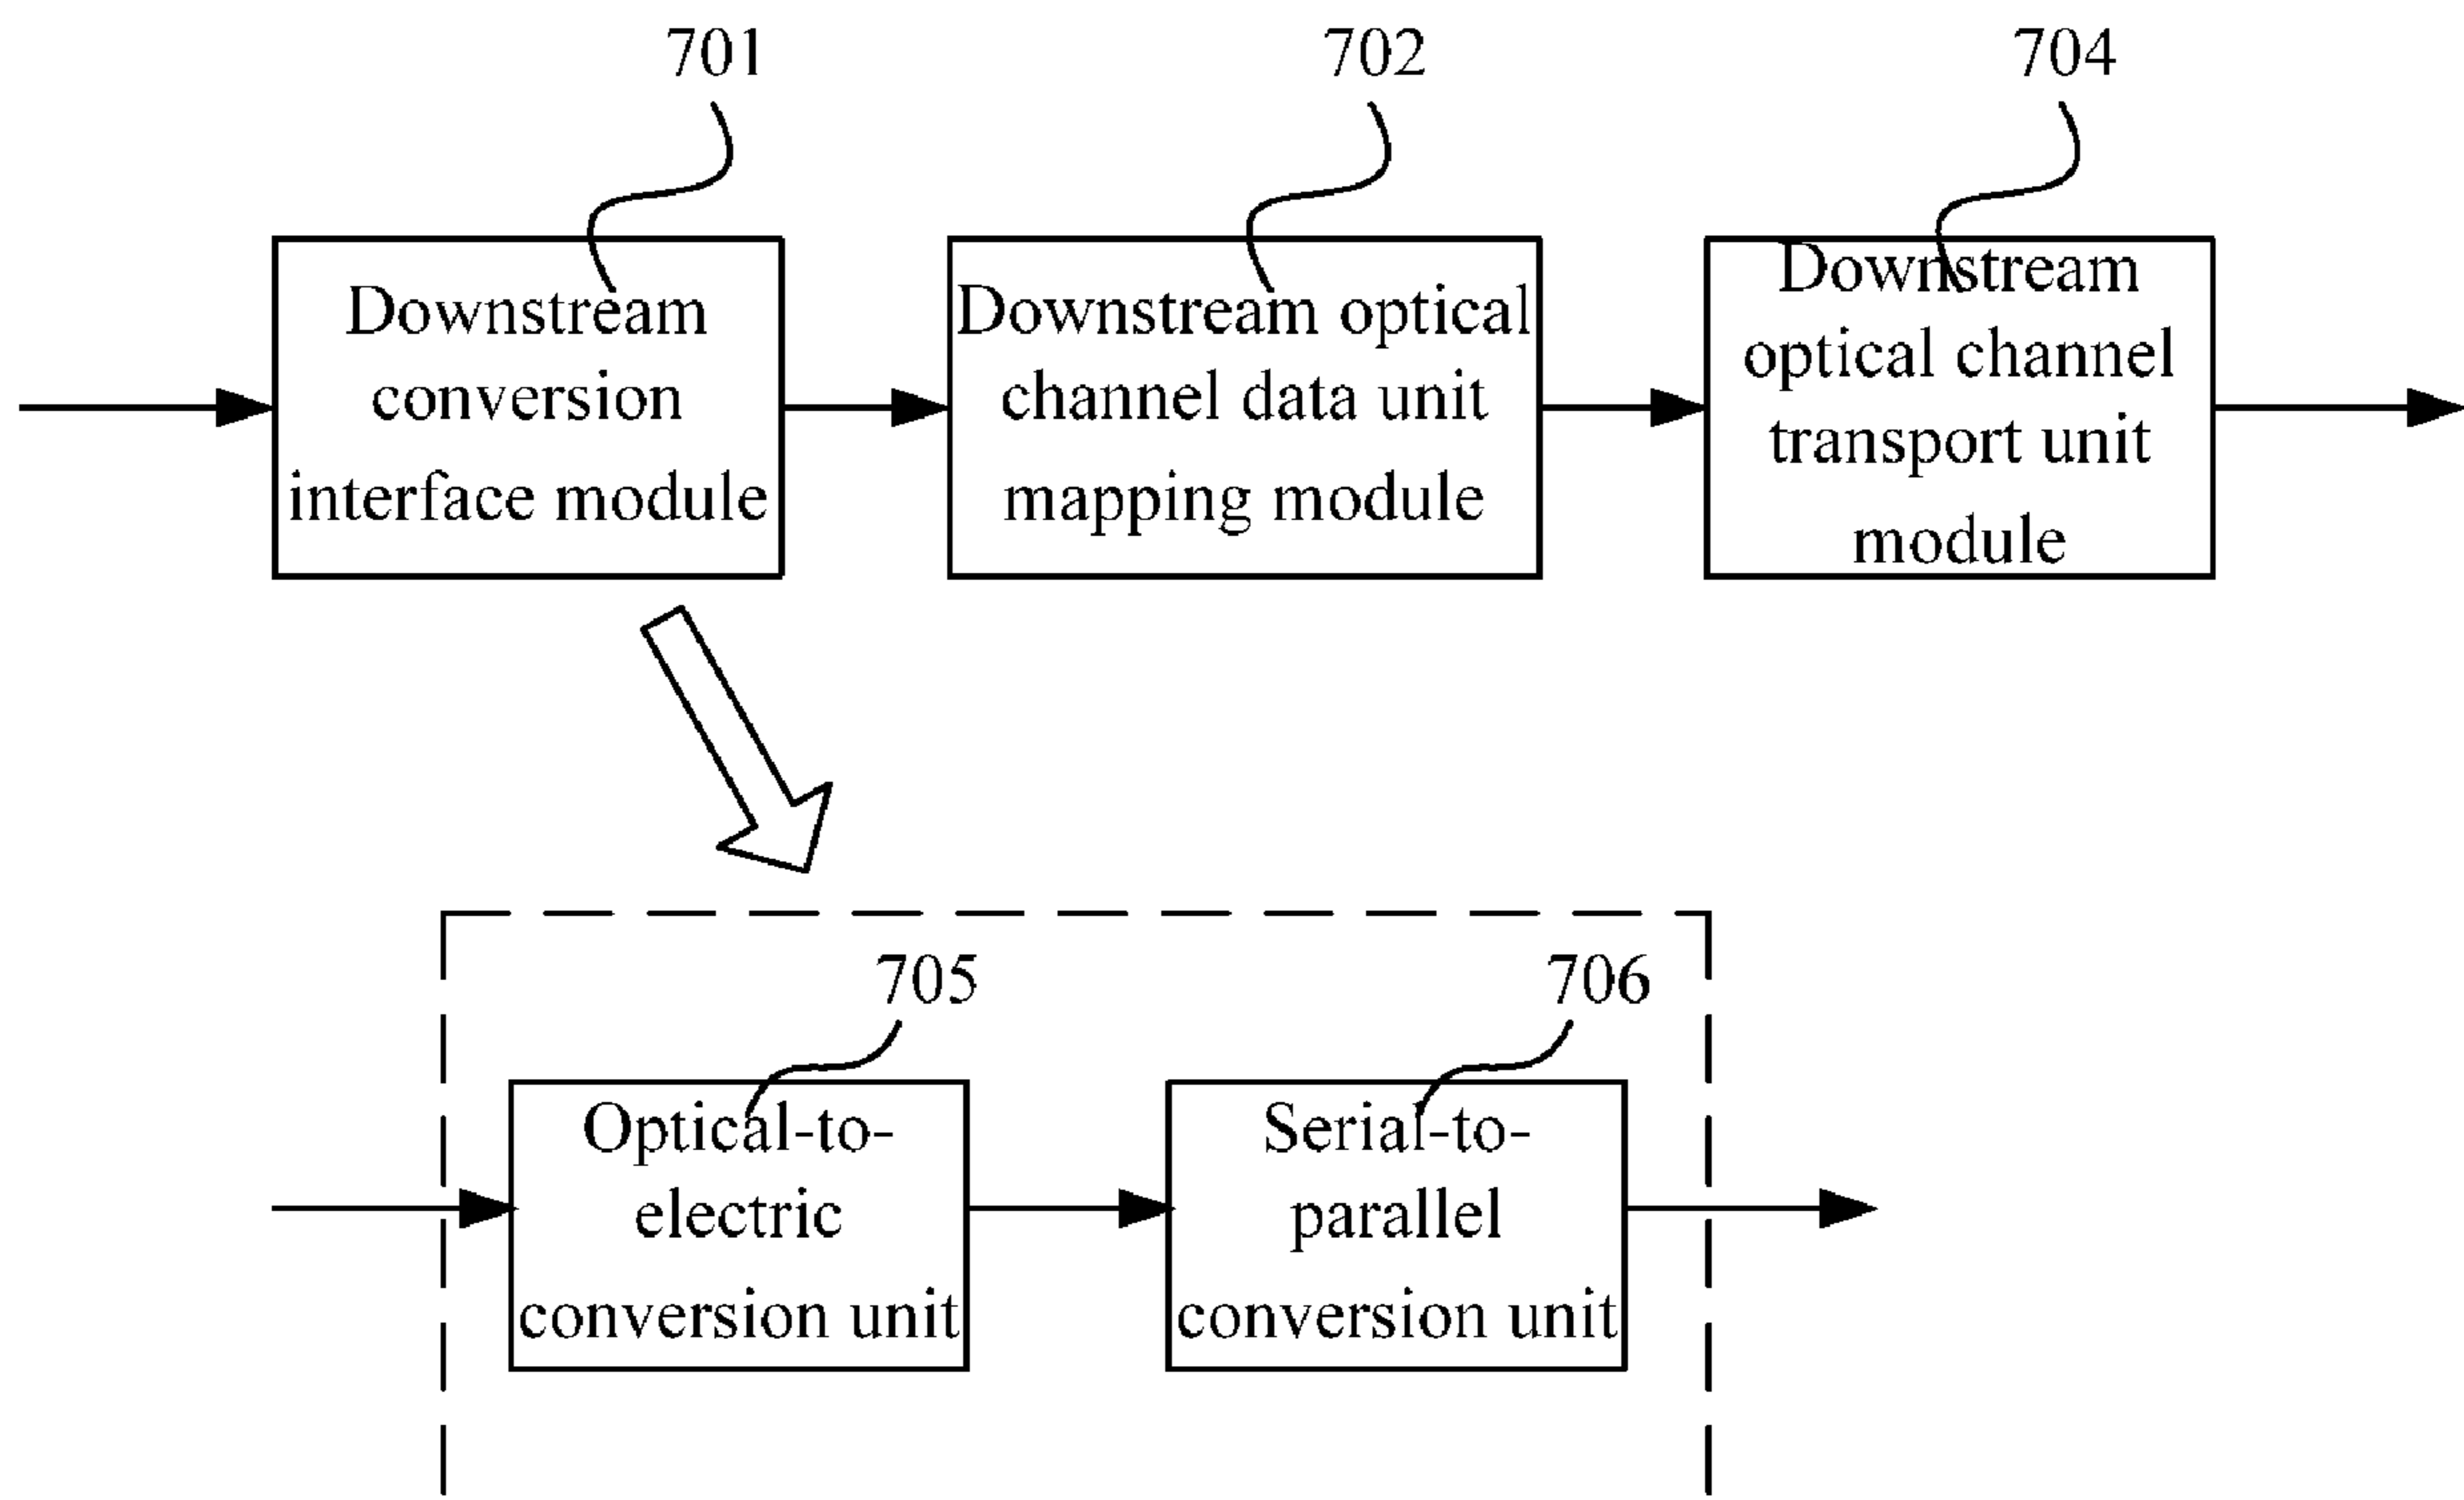 701
702
704
Downstream
conversion
interface module
Downstream optical
channel data unit
mapping module
Downstream
optical channel
transport unit
module
705
706
Optical-to-
electric
conversion unit
Serial-to-
parallel
conversion unit